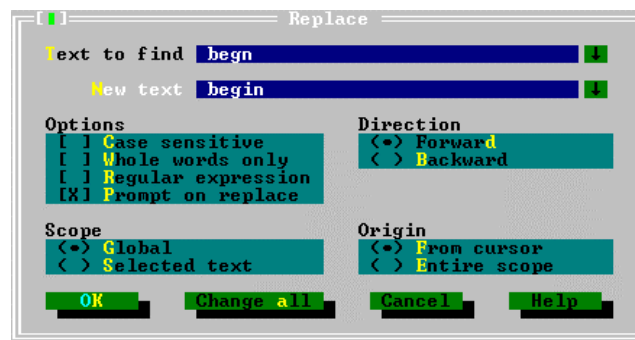 [■] Replace
Text to find begn ↓
New text begin ↓
Options Direction
[ ] Case sensitive (•) Forward
[ ] Whole words only ( ) Backward
[ ] Regular expression
[X] Prompt on replace
Scope Origin
(•) Global (•) From cursor
( ) Selected text ( ) Entire scope
OK Change all Cancel Help